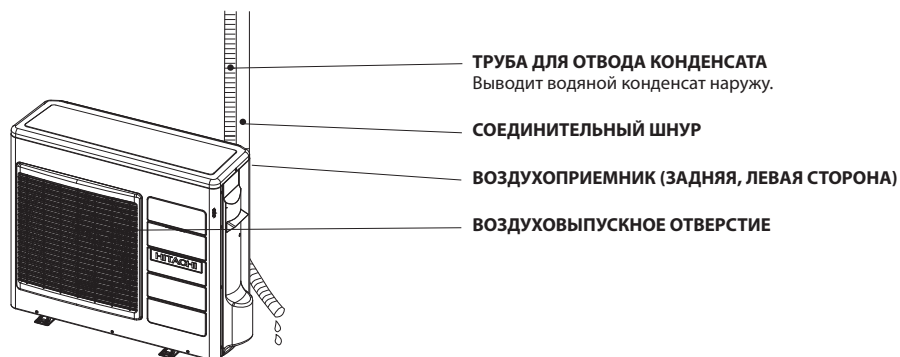 ТРУБА ДЛЯ ОТВОДА КОНДЕНСАТА
Выводит водяной конденсат наружу.
СОЕДИНИТЕЛЬНЫЙ ШНУР
ВОЗДУХОПРИЕМНИК (ЗАДНЯЯ, ЛЕВАЯ СТОРОНА)
ВОЗДУХОВЫПУСКНОЕ ОТВЕРСТИЕ
HITACHI